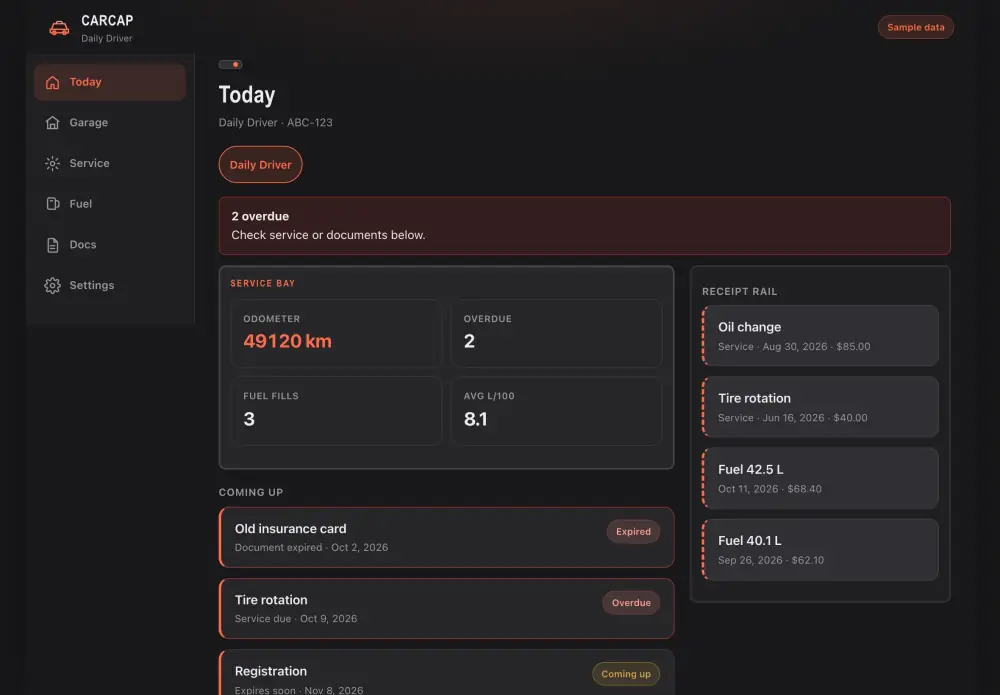 CARCAP
Daily Driver
Sample data
Today
Garage
Service
Fuel
Docs
Settings
Today
Daily Driver · ABC-123
Daily Driver
2 overdue
Check service or documents below.
SERVICE BAY
ODOMETER
49120 km
OVERDUE
2
FUEL FILLS
3
AVG L/100
8.1
COMING UP
Old insurance card
Document expired · Oct 2, 2026
Expired
Tire rotation
Service due · Oct 9, 2026
Overdue
Registration
Expires soon · Nov 8, 2026
Coming up
RECEIPT RAIL
Oil change
Service · Aug 30, 2026 · $85.00
Tire rotation
Service · Jun 16, 2026 · $40.00
Fuel 42.5 L
Oct 11, 2026 · $68.40
Fuel 40.1 L
Sep 26, 2026 · $62.10